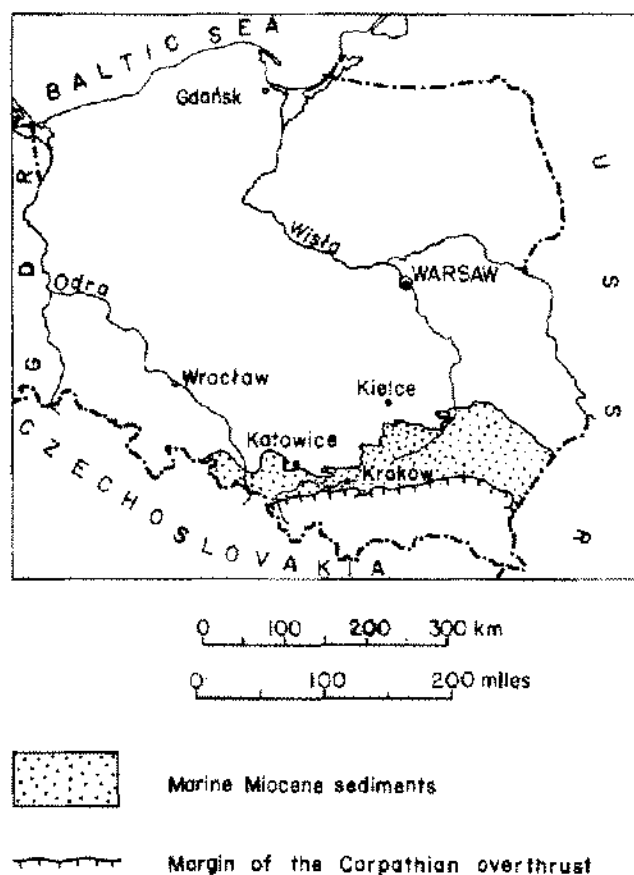 BALTIC SEA
Gdańsk
U S S R
G D R
Wisła
WARSAW
Odra
Wrocław
Kielce
Katowice
Kraków
CZECHOSLOVAKIA
0 100 200 300 km
0 100 200 miles
Marine Miocene sediments
Margin of the Carpathian overthrust